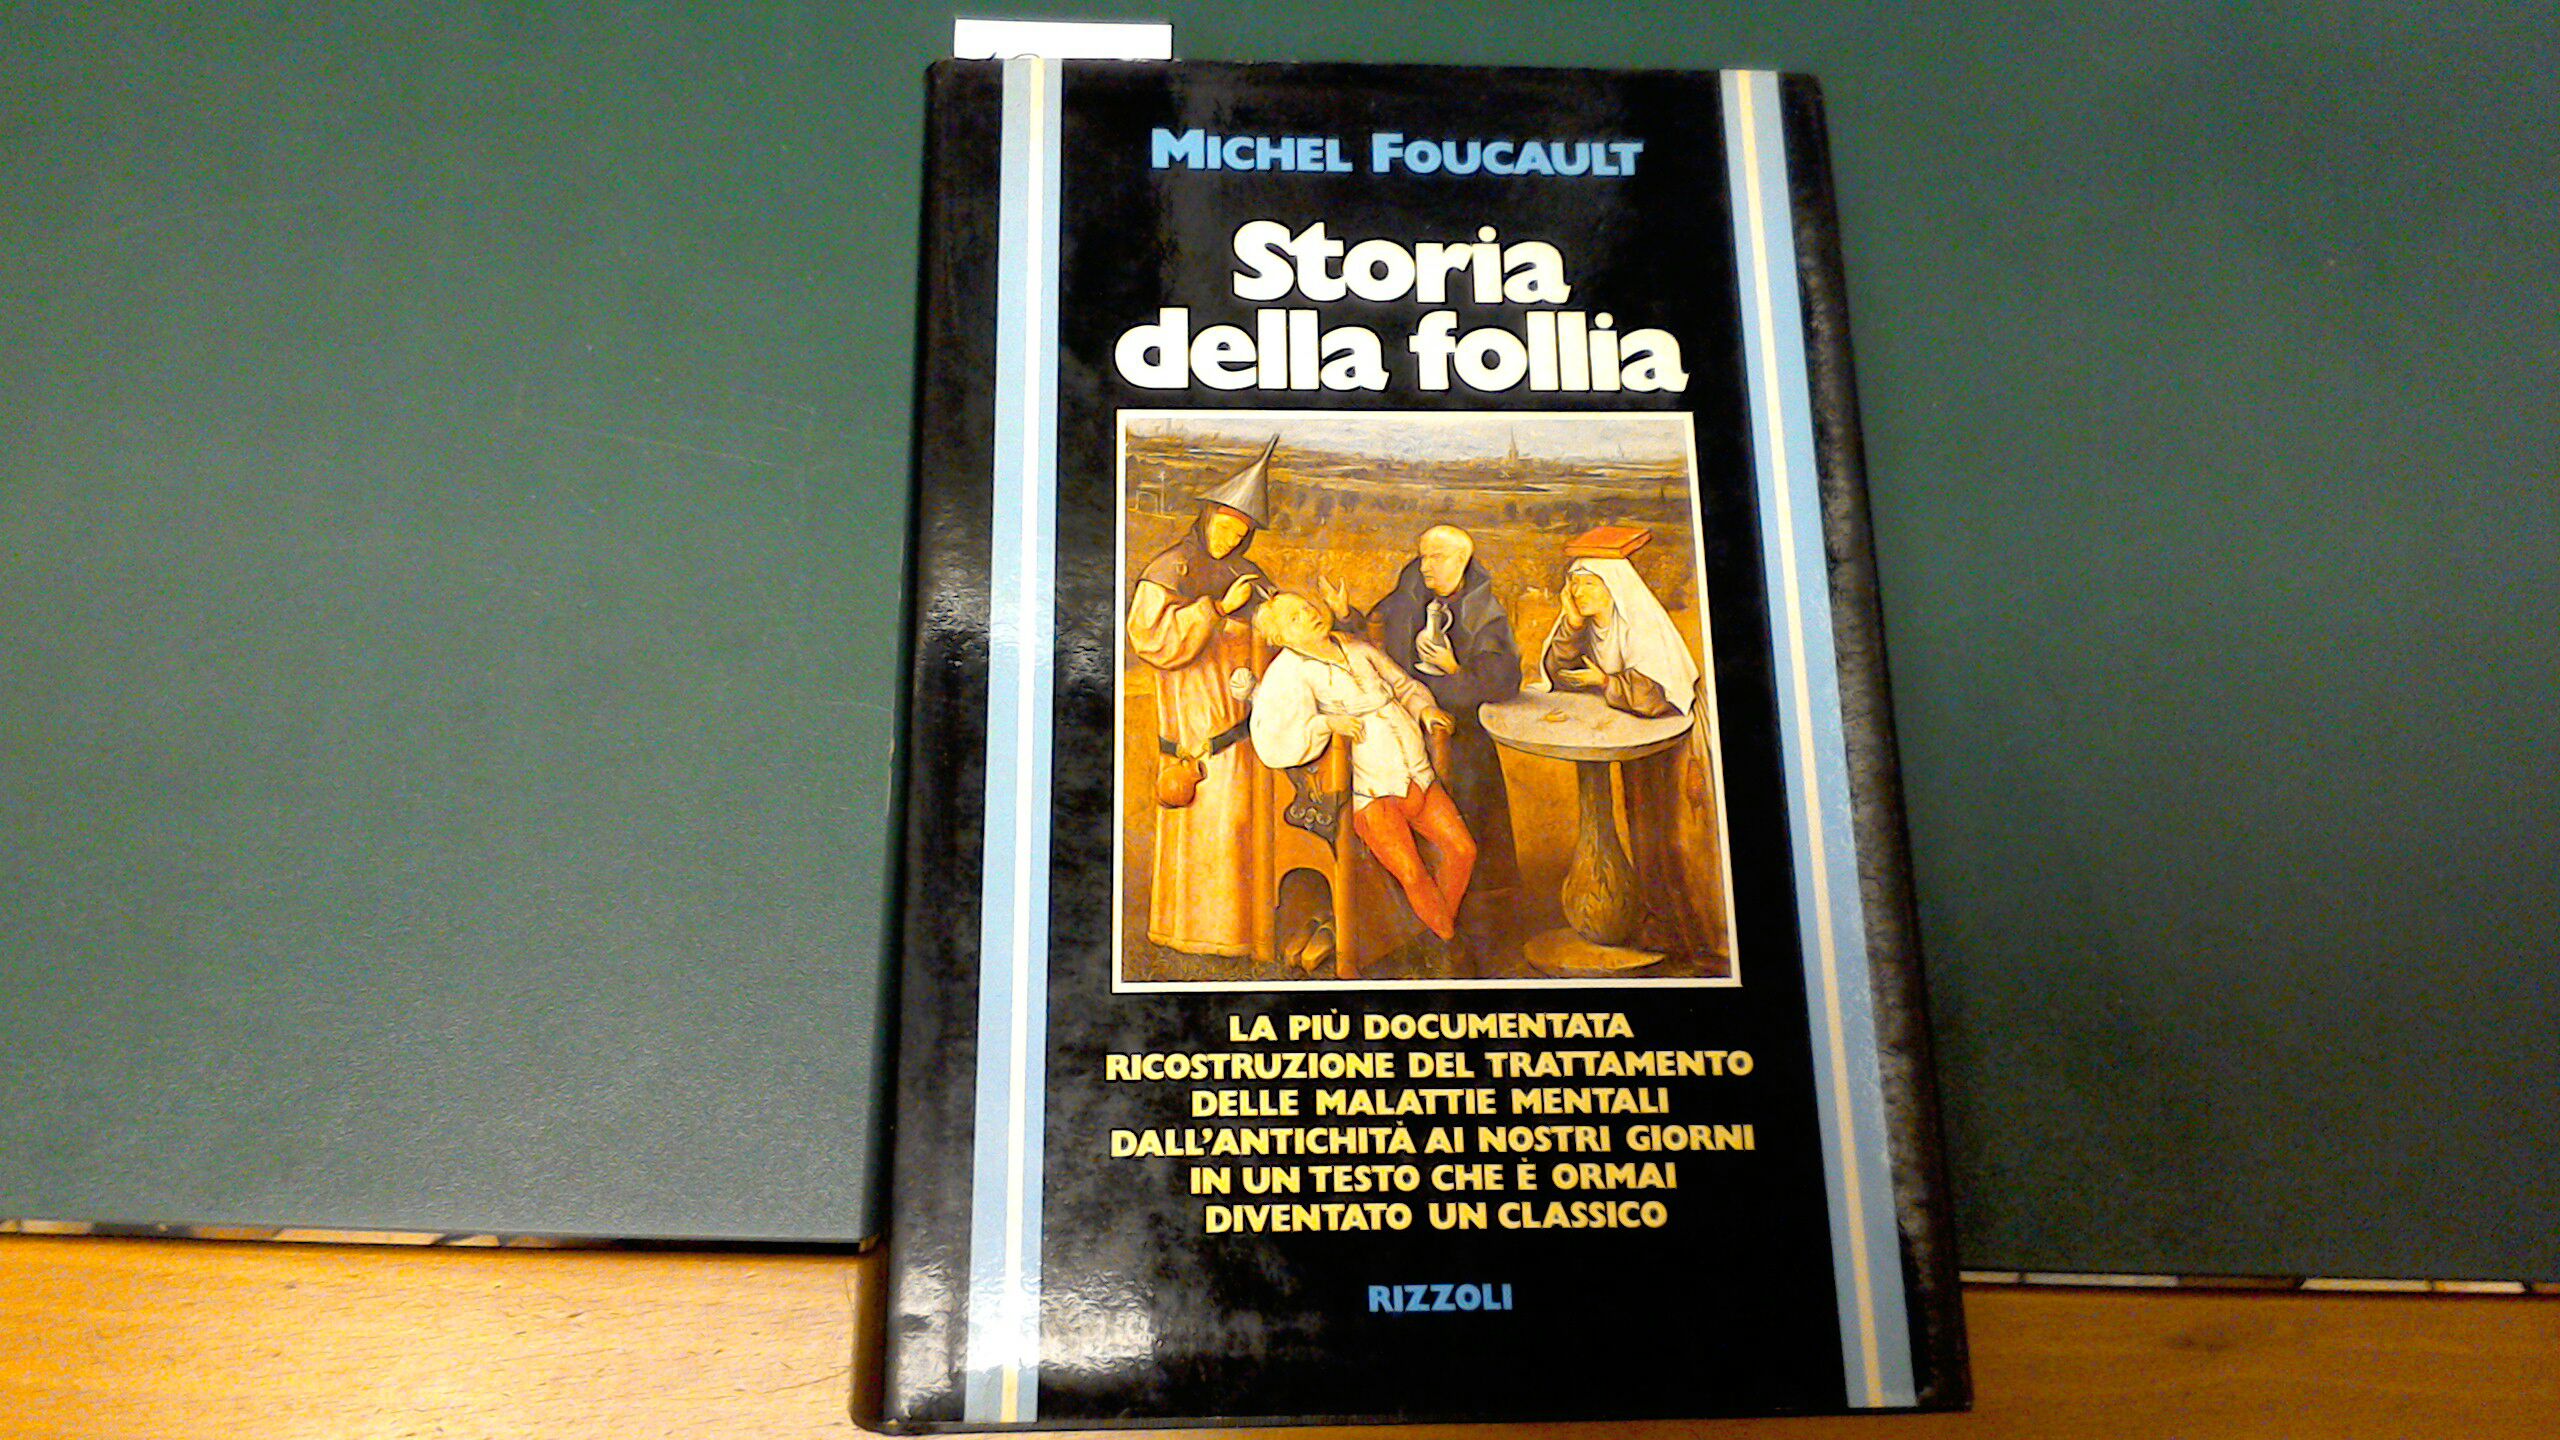 MICHEL FOUCAULT
Storia
della follia
LA PIÙ DOCUMENTATA
RICOSTRUZIONE DEL TRATTAMENTO
DELLE MALATTIE MENTALI
DALL'ANTICHITÀ AI NOSTRI GIORNI
IN UN TESTO CHE È ORMAI
DIVENTATO UN CLASSICO
RIZZOLI